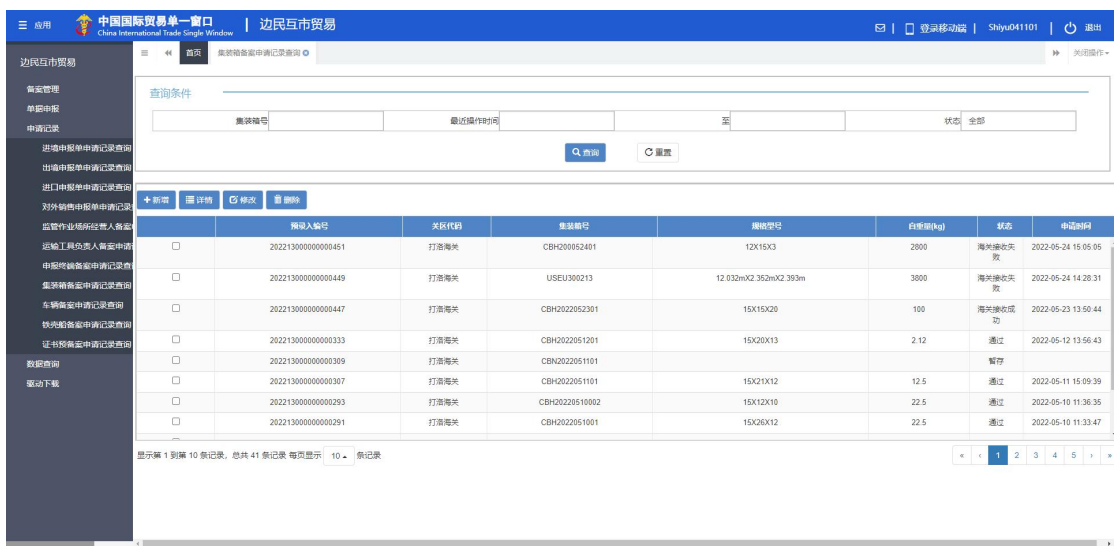 应用 中国国际贸易单一窗口 边民互市贸易 登录移动端 Shiyu041101 退出
China International Trade Single Window
边民互市贸易 首页 集装箱备案申请记录查询 关闭操作
备案管理
单据申报
申请记录
进境申报单申请记录查询
出境申报单申请记录查询
进口申报单申请记录查询
对外销售申报单申请记录
监管作业场所经营人备案
运输工具负责人备案申请
申报终端备案申请记录查
集装箱备案申请记录查询
车辆备案申请记录查询
铁壳船备案申请记录查询
证书预备案申请记录查询
数据查询
驱动下载
查询条件
集装箱号 最近操作时间 至 状态 全部
查询 重置
新增 详情 修改 删除
预录入编号 关区代码 集装箱号 规格型号 自重量(kg) 状态 申请时间
202213000000000451 打洛海关 CBH200052401 12X15X3 2800 海关接收失败 2022-05-24 15:05:05
202213000000000449 打洛海关 USEU300213 12.032mX2.352mX2.393m 3800 海关接收失败 2022-05-24 14:28:31
202213000000000447 打洛海关 CBH2022052301 15X15X20 100 海关接收成功 2022-05-23 13:50:44
202213000000000333 打洛海关 CBH2022051201 15X20X13 2.12 通过 2022-05-12 13:56:43
202213000000000309 打洛海关 CBN2022051101 暂存
202213000000000307 打洛海关 CBH2022051101 15X21X12 12.5 通过 2022-05-11 15:09:39
202213000000000293 打洛海关 CBH20220510002 15X12X10 22.5 通过 2022-05-10 11:36:35
202213000000000291 打洛海关 CBH2022051001 15X26X12 22.5 通过 2022-05-10 11:33:47
显示第 1 到第 10 条记录，总共 41 条记录 每页显示 10 条记录 « ‹ 1 2 3 4 5 › »